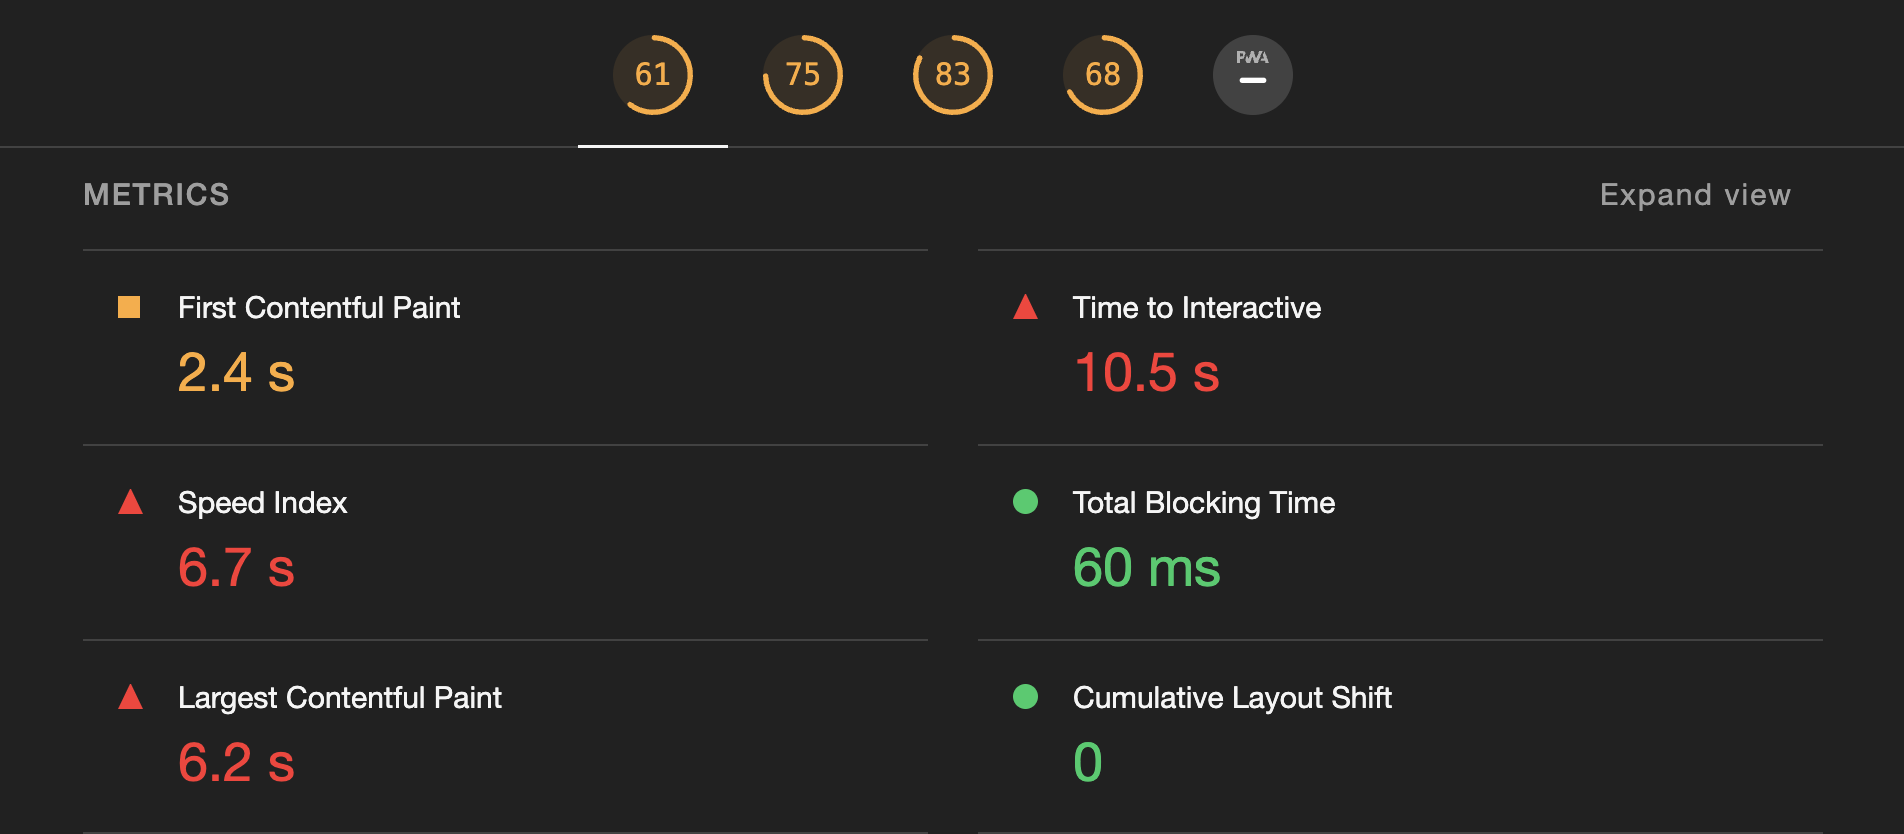 61 75 83 68 PWA
METRICS Expand view
First Contentful Paint
2.4 s
Time to Interactive
10.5 s
Speed Index
6.7 s
Total Blocking Time
60 ms
Largest Contentful Paint
6.2 s
Cumulative Layout Shift
0